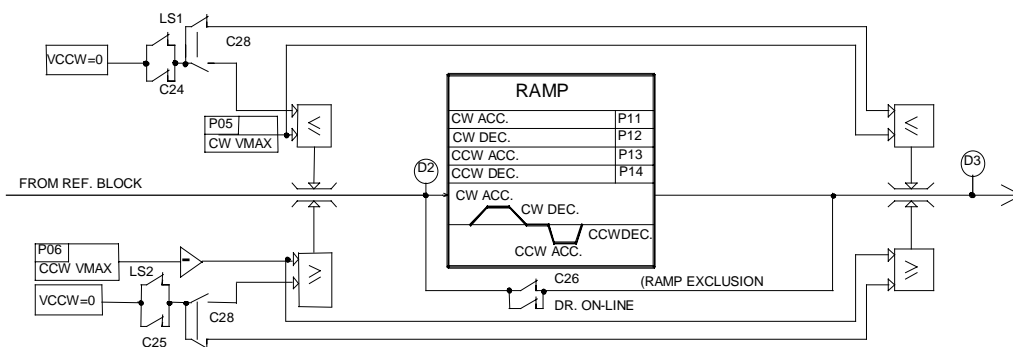 LS1
C28
VCCW=0
C24
P05
CW VMAX
≤
≤
RAMP
CW ACC. P11
CW DEC. P12
CCW ACC. P13
CCW DEC. P14
D2
D3
FROM REF. BLOCK
CW ACC.
CW DEC.
CCWDEC.
CCW ACC.
P06
CCW VMAX
-
≥
≥
LS2
VCCW=0
C28
C25
C26
(RAMP EXCLUSION
DR. ON-LINE